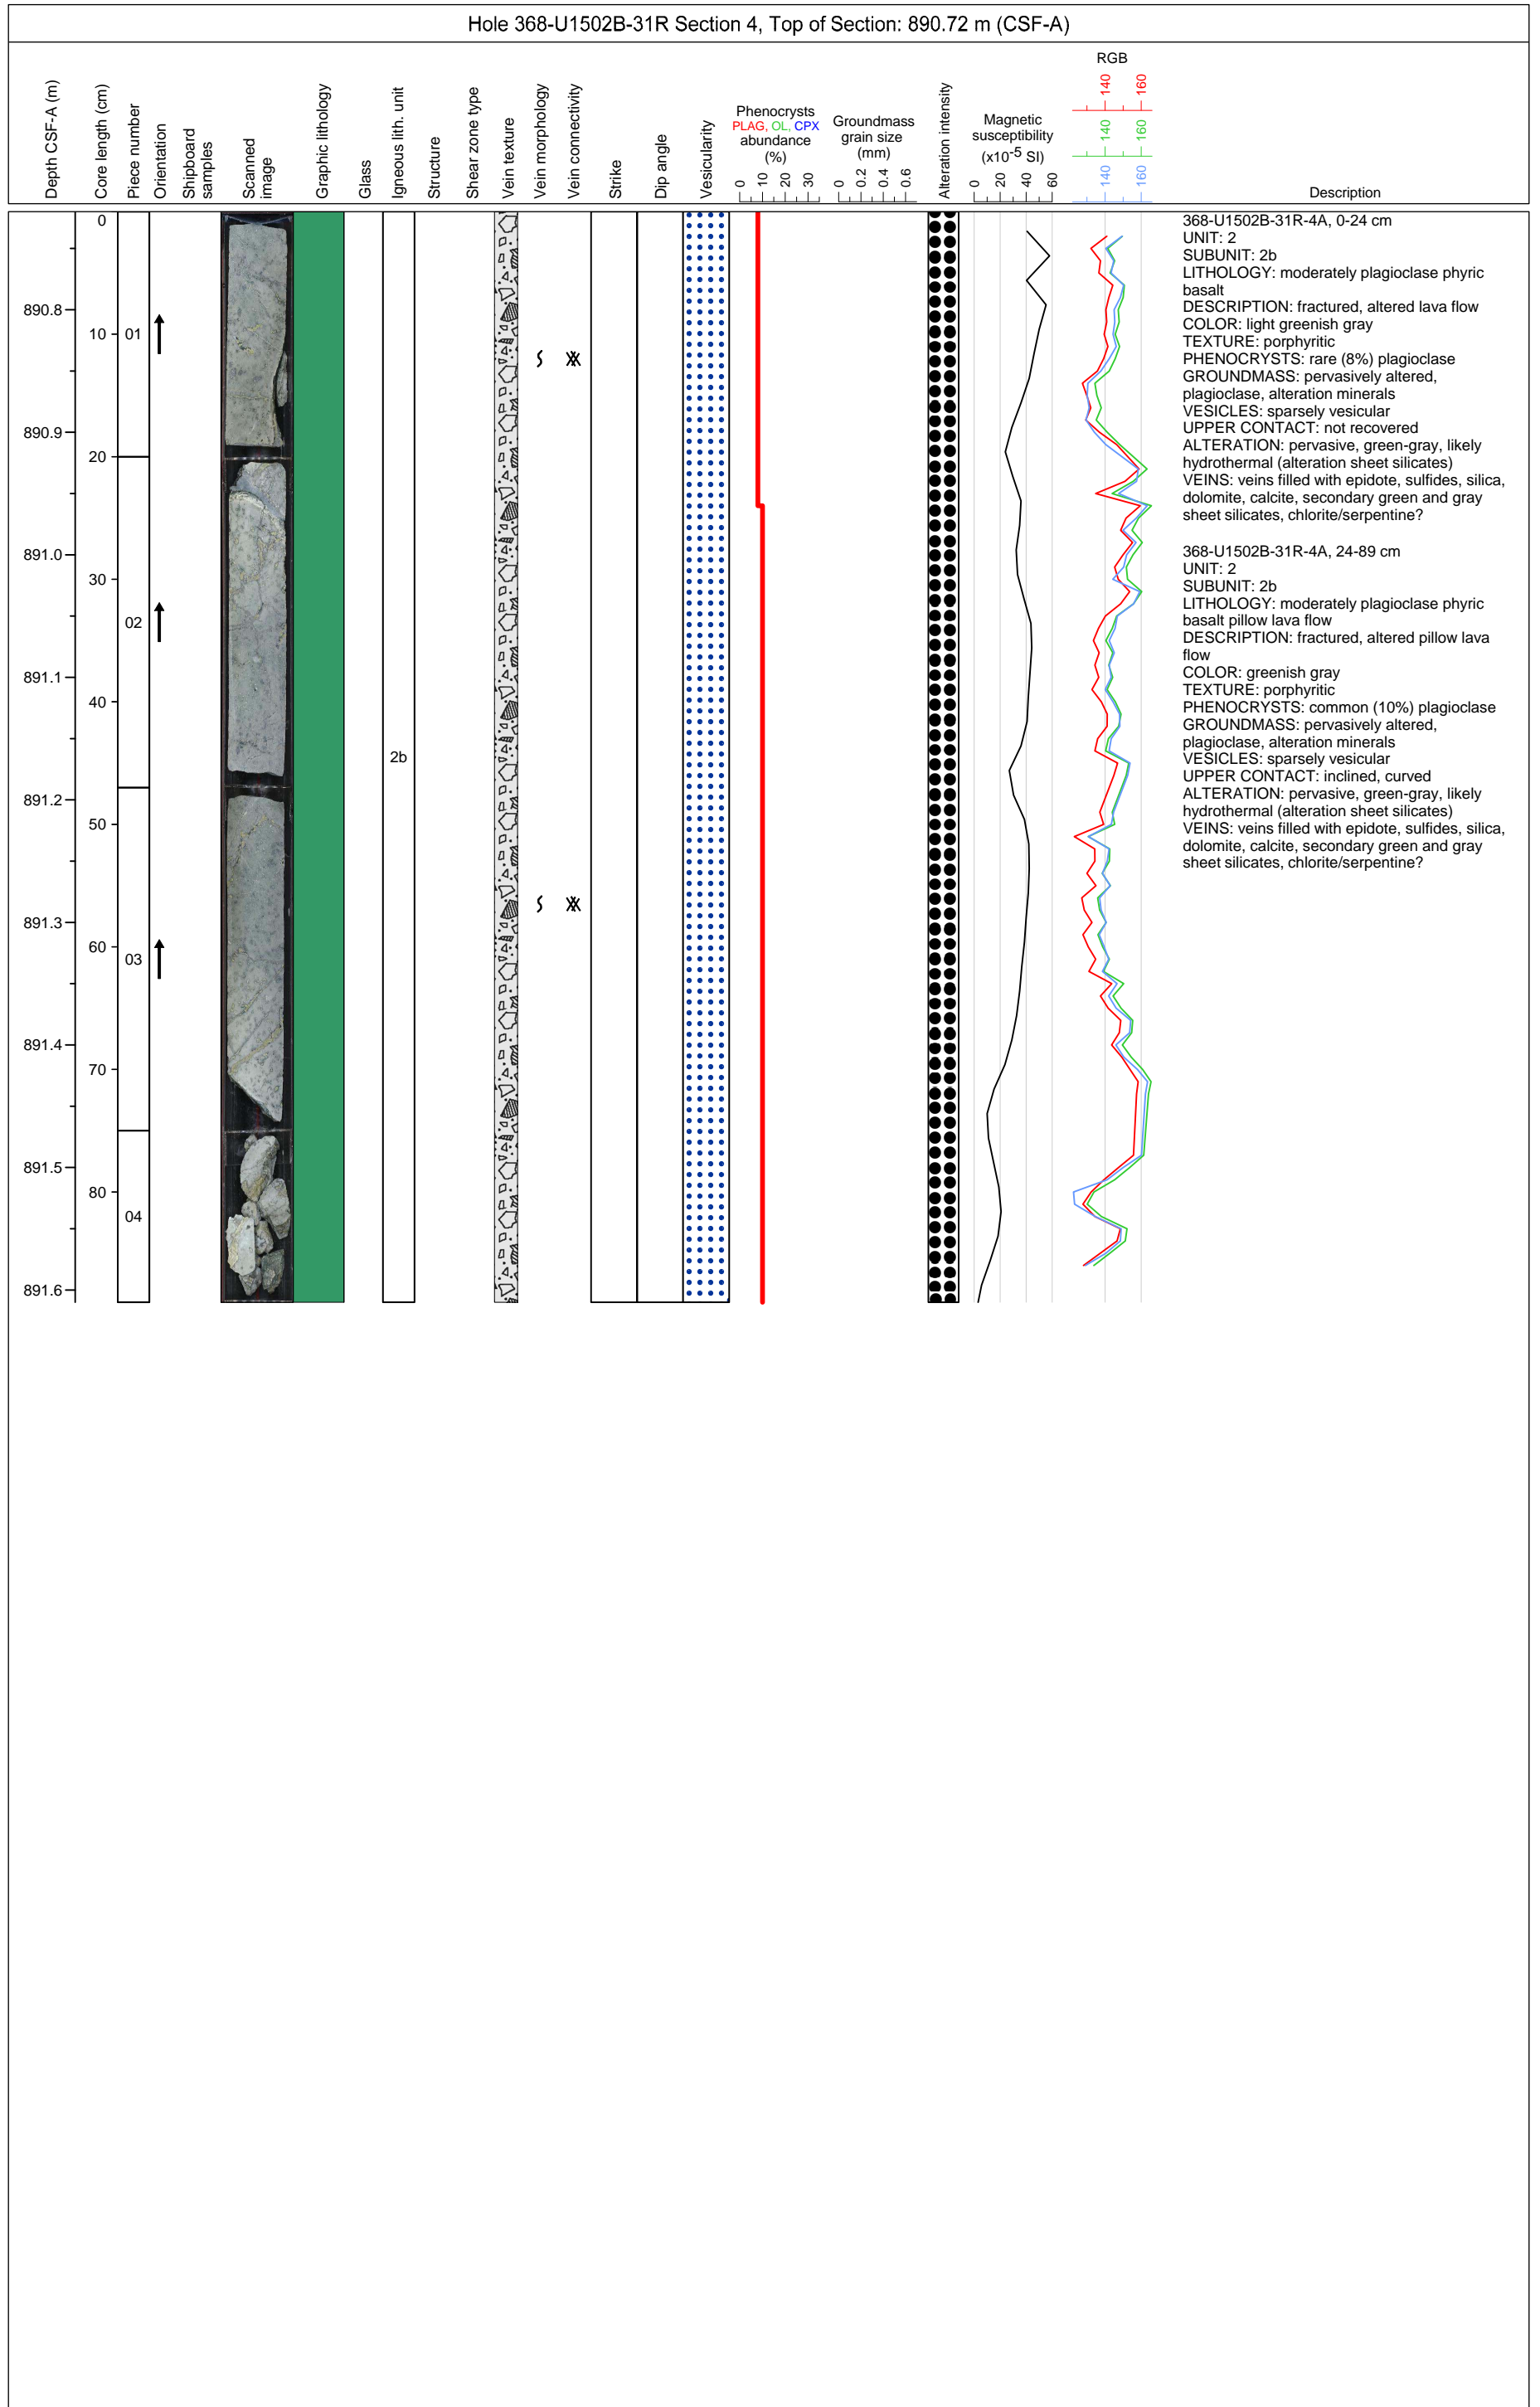 Hole 368-U1502B-31R Section 4, Top of Section: 890.72 m (CSF-A)
Depth CSF-A (m)
Core length (cm)
Piece number
Orientation
Shipboard
samples
Scanned
image
Graphic lithology
Glass
Igneous lith. unit
Structure
Shear zone type
Vein texture
Vein morphology
Vein connectivity
Strike
Dip angle
Vesicularity
Phenocrysts
PLAG, OL, CPX
abundance
(%)
0 10 20 30
Groundmass
grain size
(mm)
0 0.2 0.4 0.6
Alteration intensity
Magnetic
susceptibility
(x10-5 SI)
0 20 40 60
RGB
140 160
140 160
140 160
Description
890.8
890.9
891.0
891.1
891.2
891.3
891.4
891.5
891.6
0
10
20
30
40
50
60
70
80
01
02
03
04
2b
368-U1502B-31R-4A, 0-24 cm
UNIT: 2
SUBUNIT: 2b
LITHOLOGY: moderately plagioclase phyric
basalt
DESCRIPTION: fractured, altered lava flow
COLOR: light greenish gray
TEXTURE: porphyritic
PHENOCRYSTS: rare (8%) plagioclase
GROUNDMASS: pervasively altered,
plagioclase, alteration minerals
VESICLES: sparsely vesicular
UPPER CONTACT: not recovered
ALTERATION: pervasive, green-gray, likely
hydrothermal (alteration sheet silicates)
VEINS: veins filled with epidote, sulfides, silica,
dolomite, calcite, secondary green and gray
sheet silicates, chlorite/serpentine?
368-U1502B-31R-4A, 24-89 cm
UNIT: 2
SUBUNIT: 2b
LITHOLOGY: moderately plagioclase phyric
basalt pillow lava flow
DESCRIPTION: fractured, altered pillow lava
flow
COLOR: greenish gray
TEXTURE: porphyritic
PHENOCRYSTS: common (10%) plagioclase
GROUNDMASS: pervasively altered,
plagioclase, alteration minerals
VESICLES: sparsely vesicular
UPPER CONTACT: inclined, curved
ALTERATION: pervasive, green-gray, likely
hydrothermal (alteration sheet silicates)
VEINS: veins filled with epidote, sulfides, silica,
dolomite, calcite, secondary green and gray
sheet silicates, chlorite/serpentine?